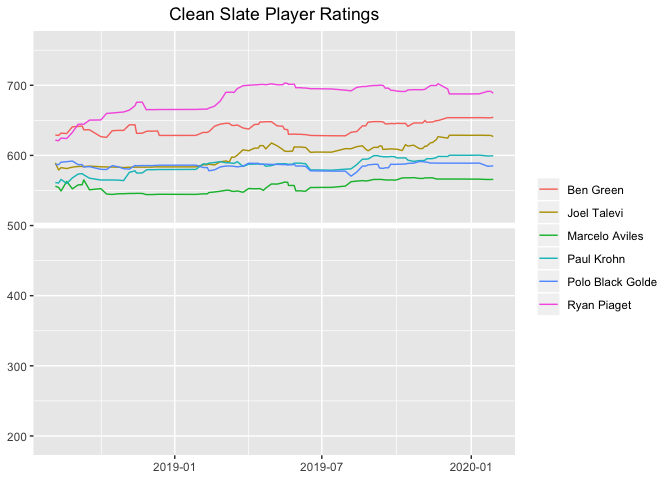 Clean Slate Player Ratings
700
600
500
400
300
200
2019-01
2019-07
2020-01
Ben Green
Joel Talevi
Marcelo Aviles
Paul Krohn
Polo Black Golde
Ryan Piaget